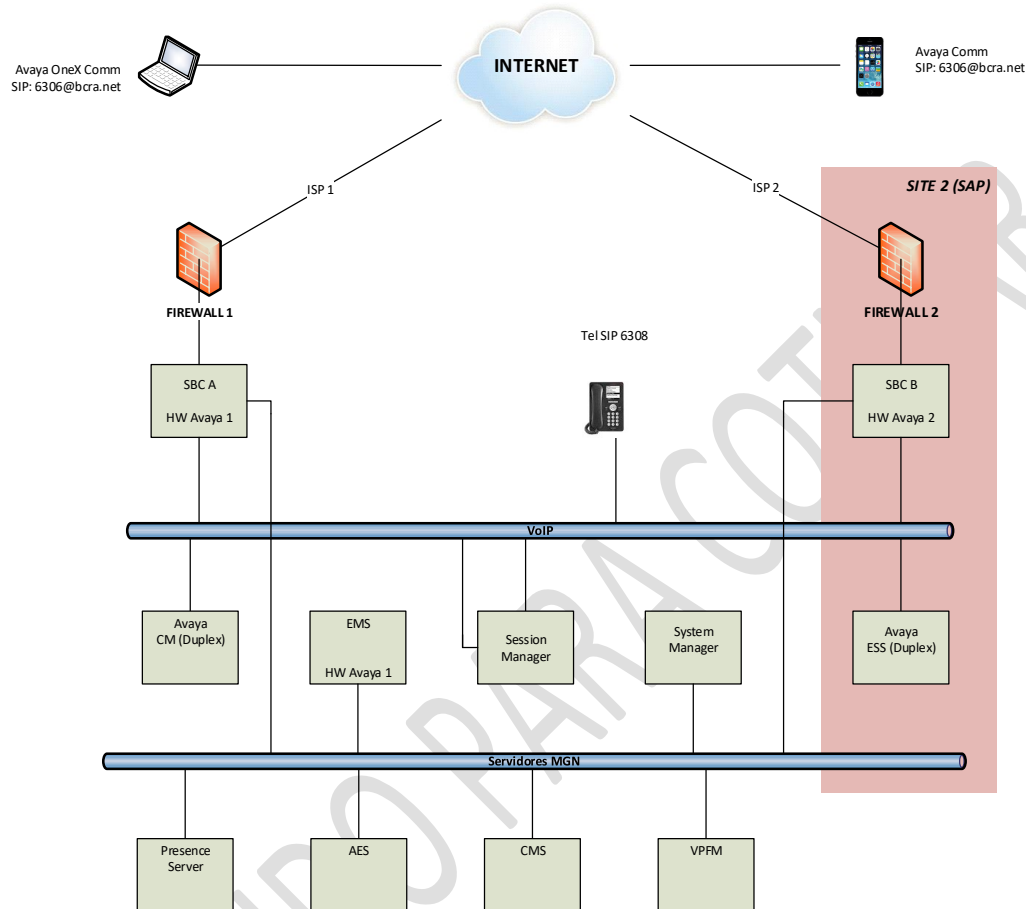 INTERNET
Avaya OneX Comm
SIP: 6306@bcra.net
Avaya Comm
SIP: 6306@bcra.net
ISP 1
ISP 2
SITE 2 (SAP)
FIREWALL 1
FIREWALL 2
Tel SIP 6308
SBC A
HW Avaya 1
SBC B
HW Avaya 2
VoIP
Avaya
CM (Duplex)
EMS
HW Avaya 1
Session
Manager
System
Manager
Avaya
ESS (Duplex)
Servidores MGN
Presence
Server
AES
CMS
VPFM
PARA